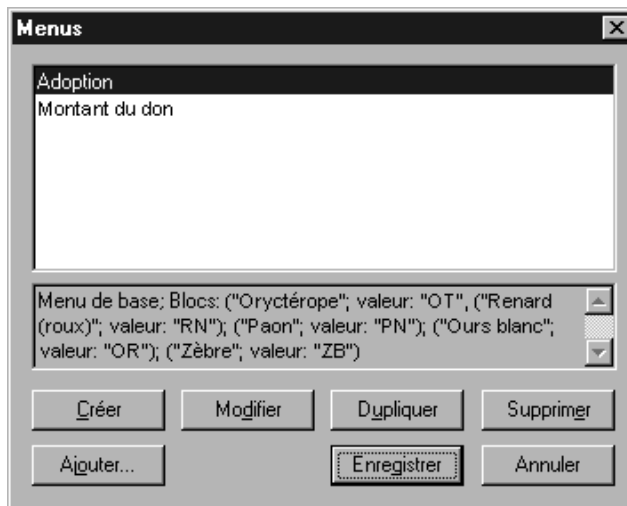 Menus
Adoption
Montant du don
Menu de base; Blocs: ("Oryctérope"; valeur: "OT", ("Renard
(roux)"; valeur: "RN"); ("Paon"; valeur: "PN"); ("Ours blanc";
valeur: "OR"); ("Zèbre"; valeur: "ZB")
Créer Modifier Dupliquer Supprimer
Ajouter... Enregistrer Annuler